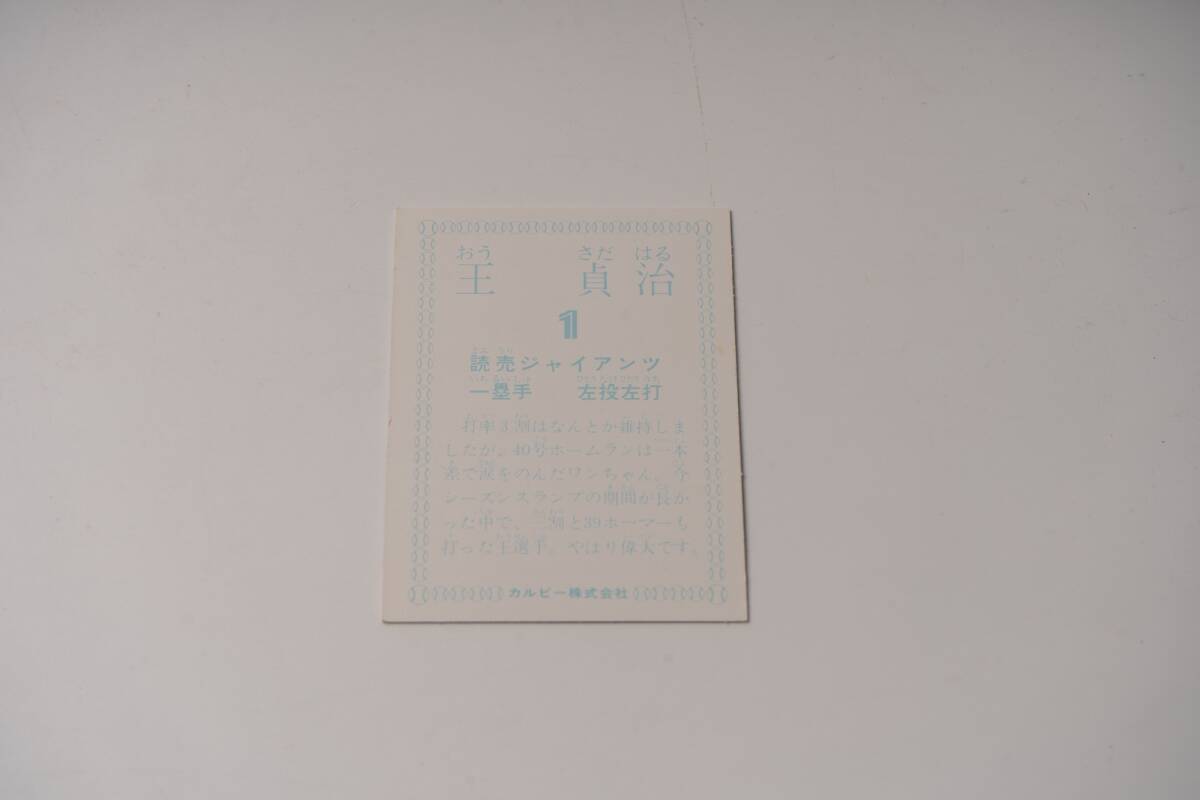 おう さだ はる
王 貞治
1
読売ジャイアンツ
一塁手 左投左打
打率3割はなんとか維持しま
したが、40号ホームランは一本
差で涙をのんだワンちゃん。今
シーズンスランプの期間が長か
った中で、三割と39ホーマーも
打った王選手。やはり偉大です。
カルビー株式会社